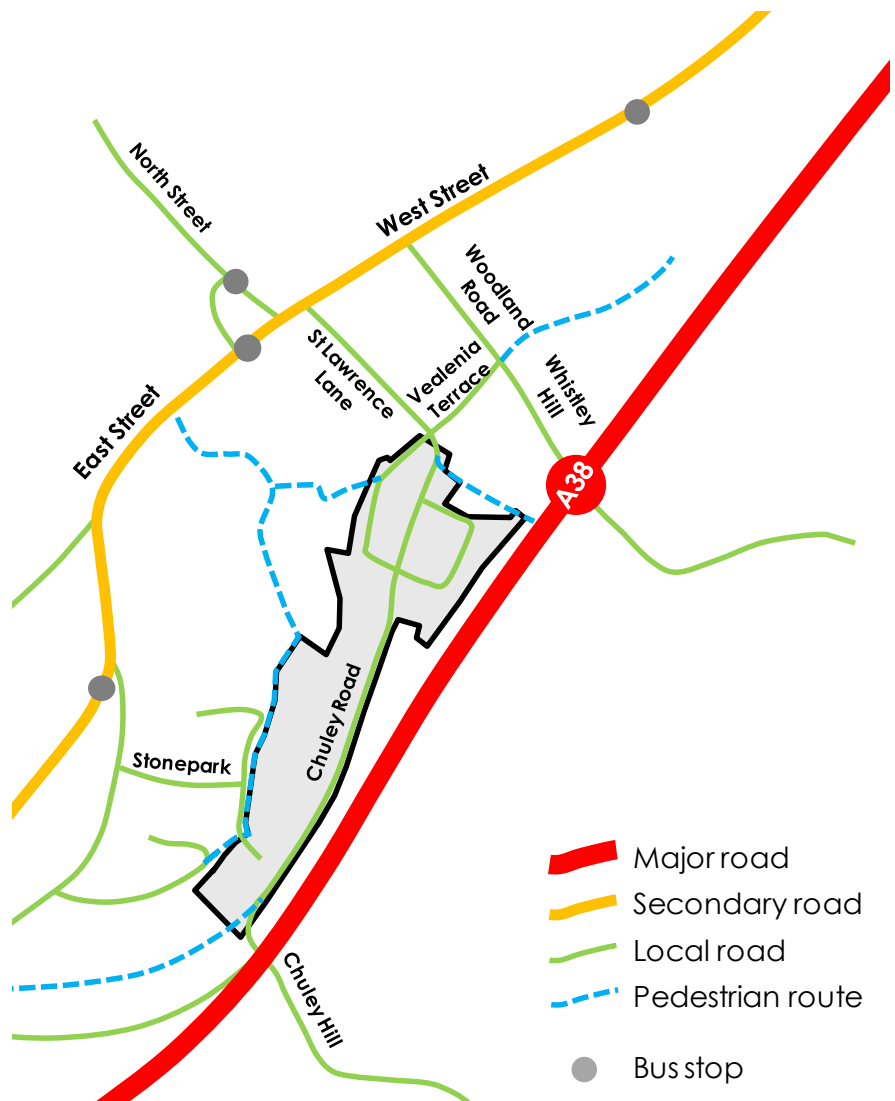 North Street
West Street
Woodland
Road
St Lawrence
Lane
Vealenia
Terrace
Whistley
Hill
East Street
A38
Chuley Road
Stonepark
Chuley Hill
Major road
Secondary road
Local road
Pedestrian route
Bus stop